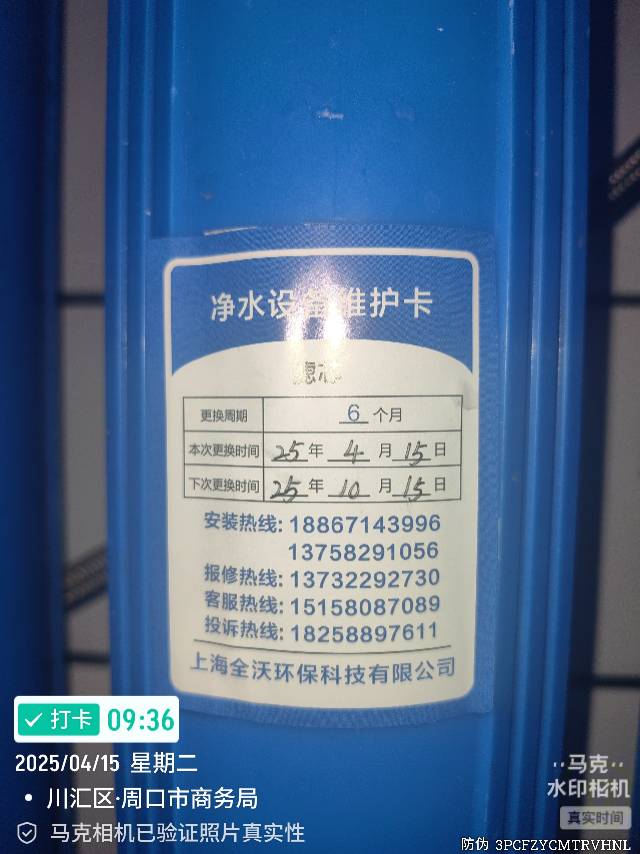 净水设备维护卡
滤芯
更换周期 6 个月
本次更换时间 25 年 4 月 15 日
下次更换时间 25 年 10 月 15 日
安装热线: 18867143996
13758291056
报修热线: 13732292730
客服热线: 15158087089
投诉热线: 18258897611
上海全沃环保科技有限公司
打卡 09:36
2025/04/15 星期二
川汇区·周口市商务局
马克相机已验证照片真实性
马克
水印相机
真实时间
防伪 3PCFZYCMTRVHNL